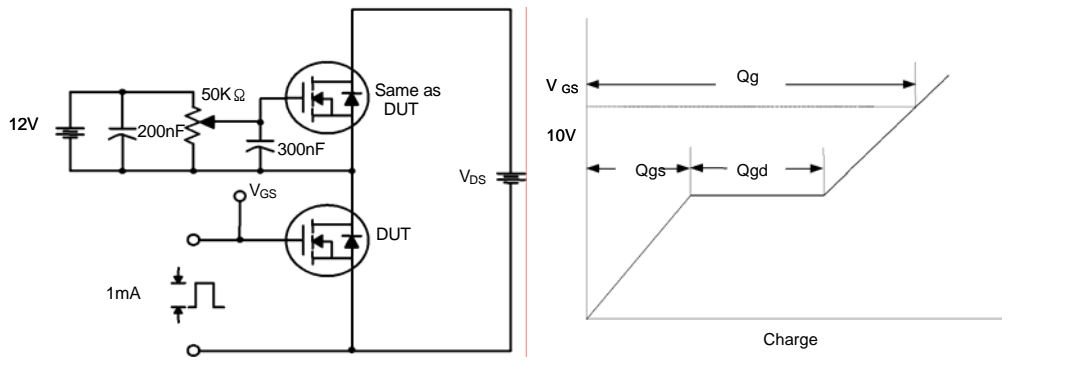 12V
200nF
50KΩ
300nF
Same as
DUT
VGS
DUT
1mA
VDS
V GS
10V
Qg
Qgs
Qgd
Charge